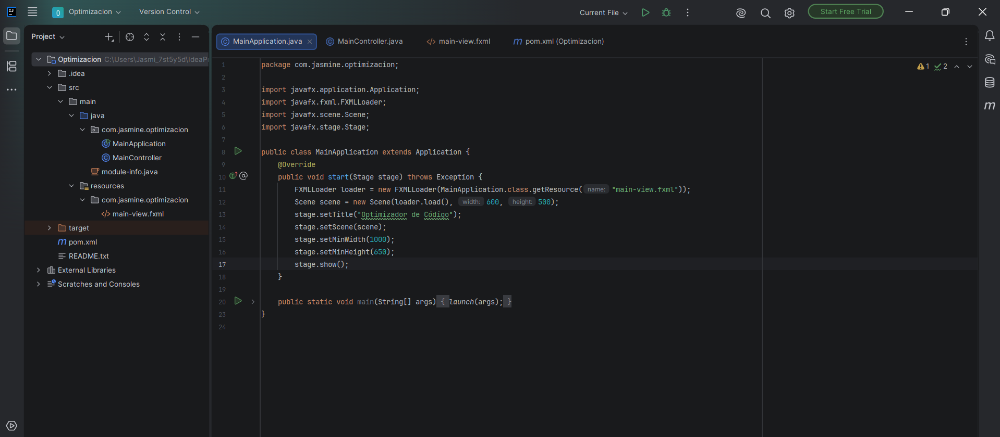 Optimizacion Version Control Current File Start Free Trial
Project
Optimizacion C:\Users\Jasmi_7st5y5d\IdeaPr
.idea
src
main
java
com.jasmine.optimizacion
MainApplication
MainController
module-info.java
resources
com.jasmine.optimizacion
main-view.fxml
target
pom.xml
README.txt
External Libraries
Scratches and Consoles
MainApplication.java MainController.java main-view.fxml pom.xml (Optimizacion)
1 2
1 package com.jasmine.optimizacion;
2
3 import javafx.application.Application;
4 import javafx.fxml.FXMLLoader;
5 import javafx.scene.Scene;
6 import javafx.stage.Stage;
7
8 public class MainApplication extends Application {
9 @Override
10 public void start(Stage stage) throws Exception {
11 FXMLLoader loader = new FXMLLoader(MainApplication.class.getResource( name: "main-view.fxml"));
12 Scene scene = new Scene(loader.load(), width: 600, height: 500);
13 stage.setTitle("Optimizador de Código");
14 stage.setScene(scene);
15 stage.setMinWidth(1000);
16 stage.setMinHeight(650);
17 stage.show();
18 }
19
20 public static void main(String[] args) { launch(args); }
23 }
24